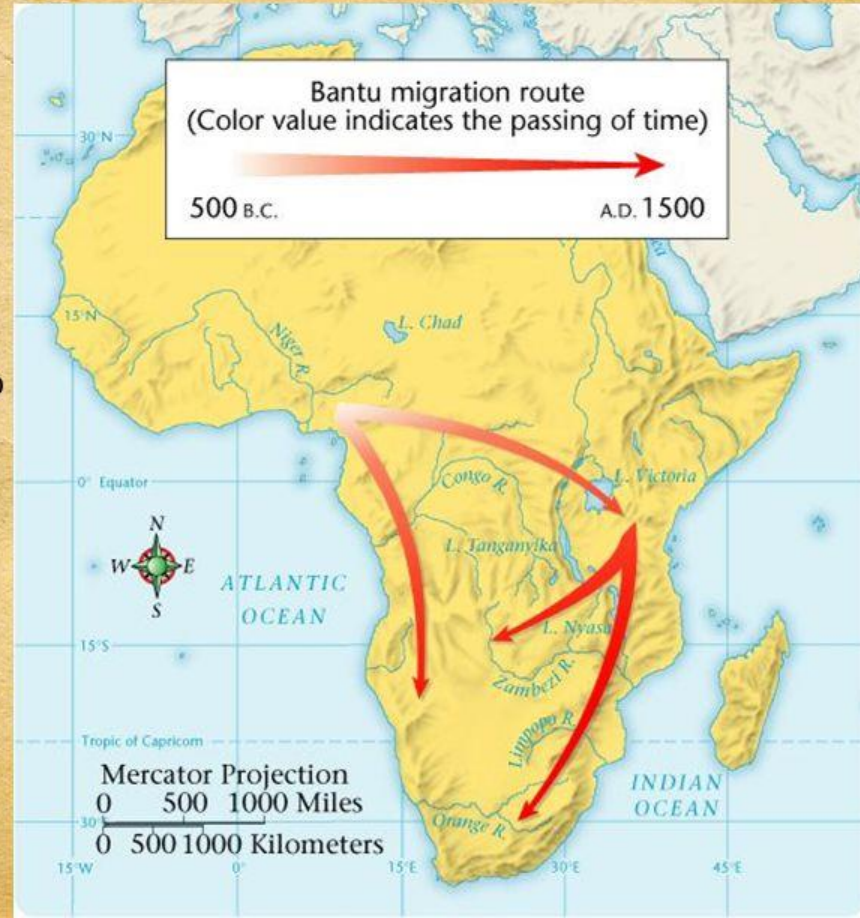 Bantu migration route
(Color value indicates the passing of time)
500 B.C.
A.D. 1500
30 N
15 N
L. Chad
Niger R.
0° Equator
Congo R.
L. Victoria
L. Tanganyika
N
W E
S
ATLANTIC
OCEAN
15°S
L. Nyasa
Zambezi R.
Limpopo R.
Tropic of Capricorn
Mercator Projection
0 500 1000 Miles
0 500 1000 Kilometers
INDIAN
OCEAN
30
Orange R.
15°W
0°
15°E
30°E
45°E